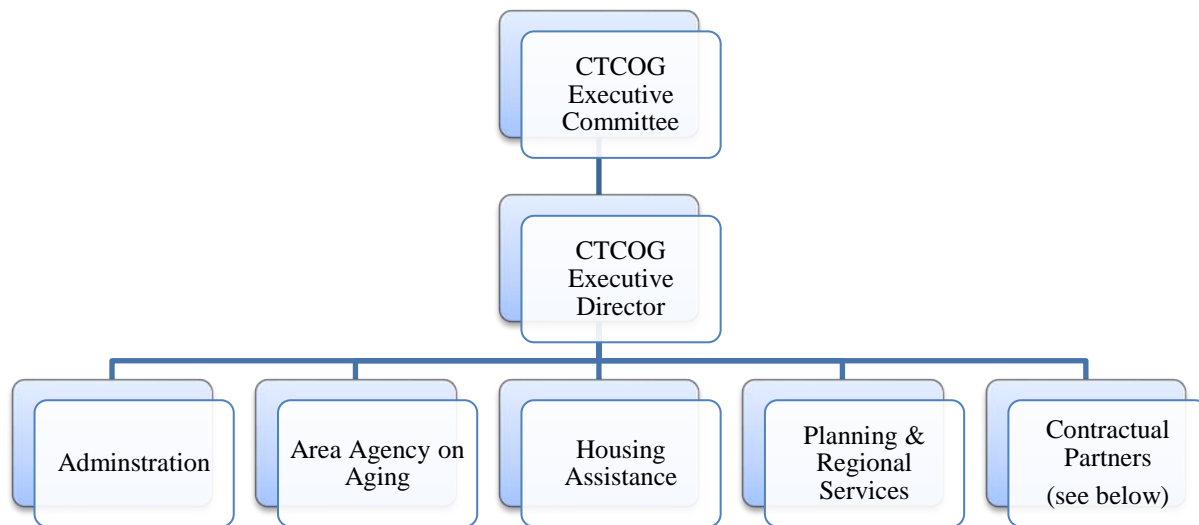 CTCOG
Executive
Committee
CTCOG
Executive
Director
Adminstration
Area Agency on
Aging
Housing
Assistance
Planning &
Regional
Services
Contractual
Partners
(see below)